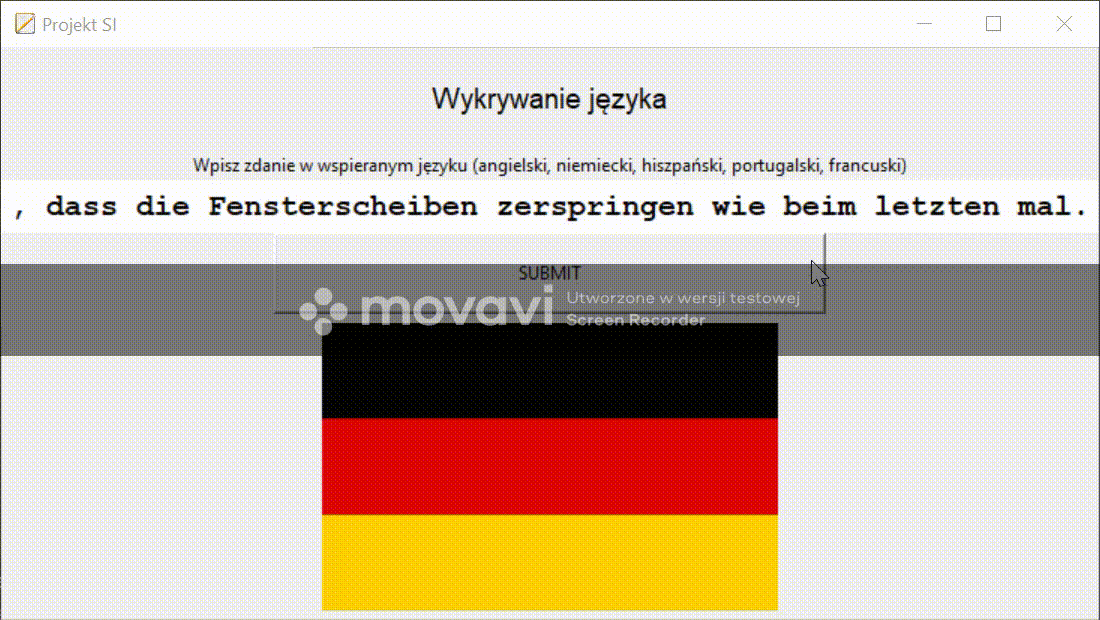 Projekt SI
Wykrywanie języka
Wpisz zdanie w wspieranym języku (angielski, niemiecki, hiszpański, portugalski, francuski)
, dass die Fensterscheiben zerspringen wie beim letzten mal.
SUBMIT
movavi
Utworzone w wersji testowej
Screen Recorder